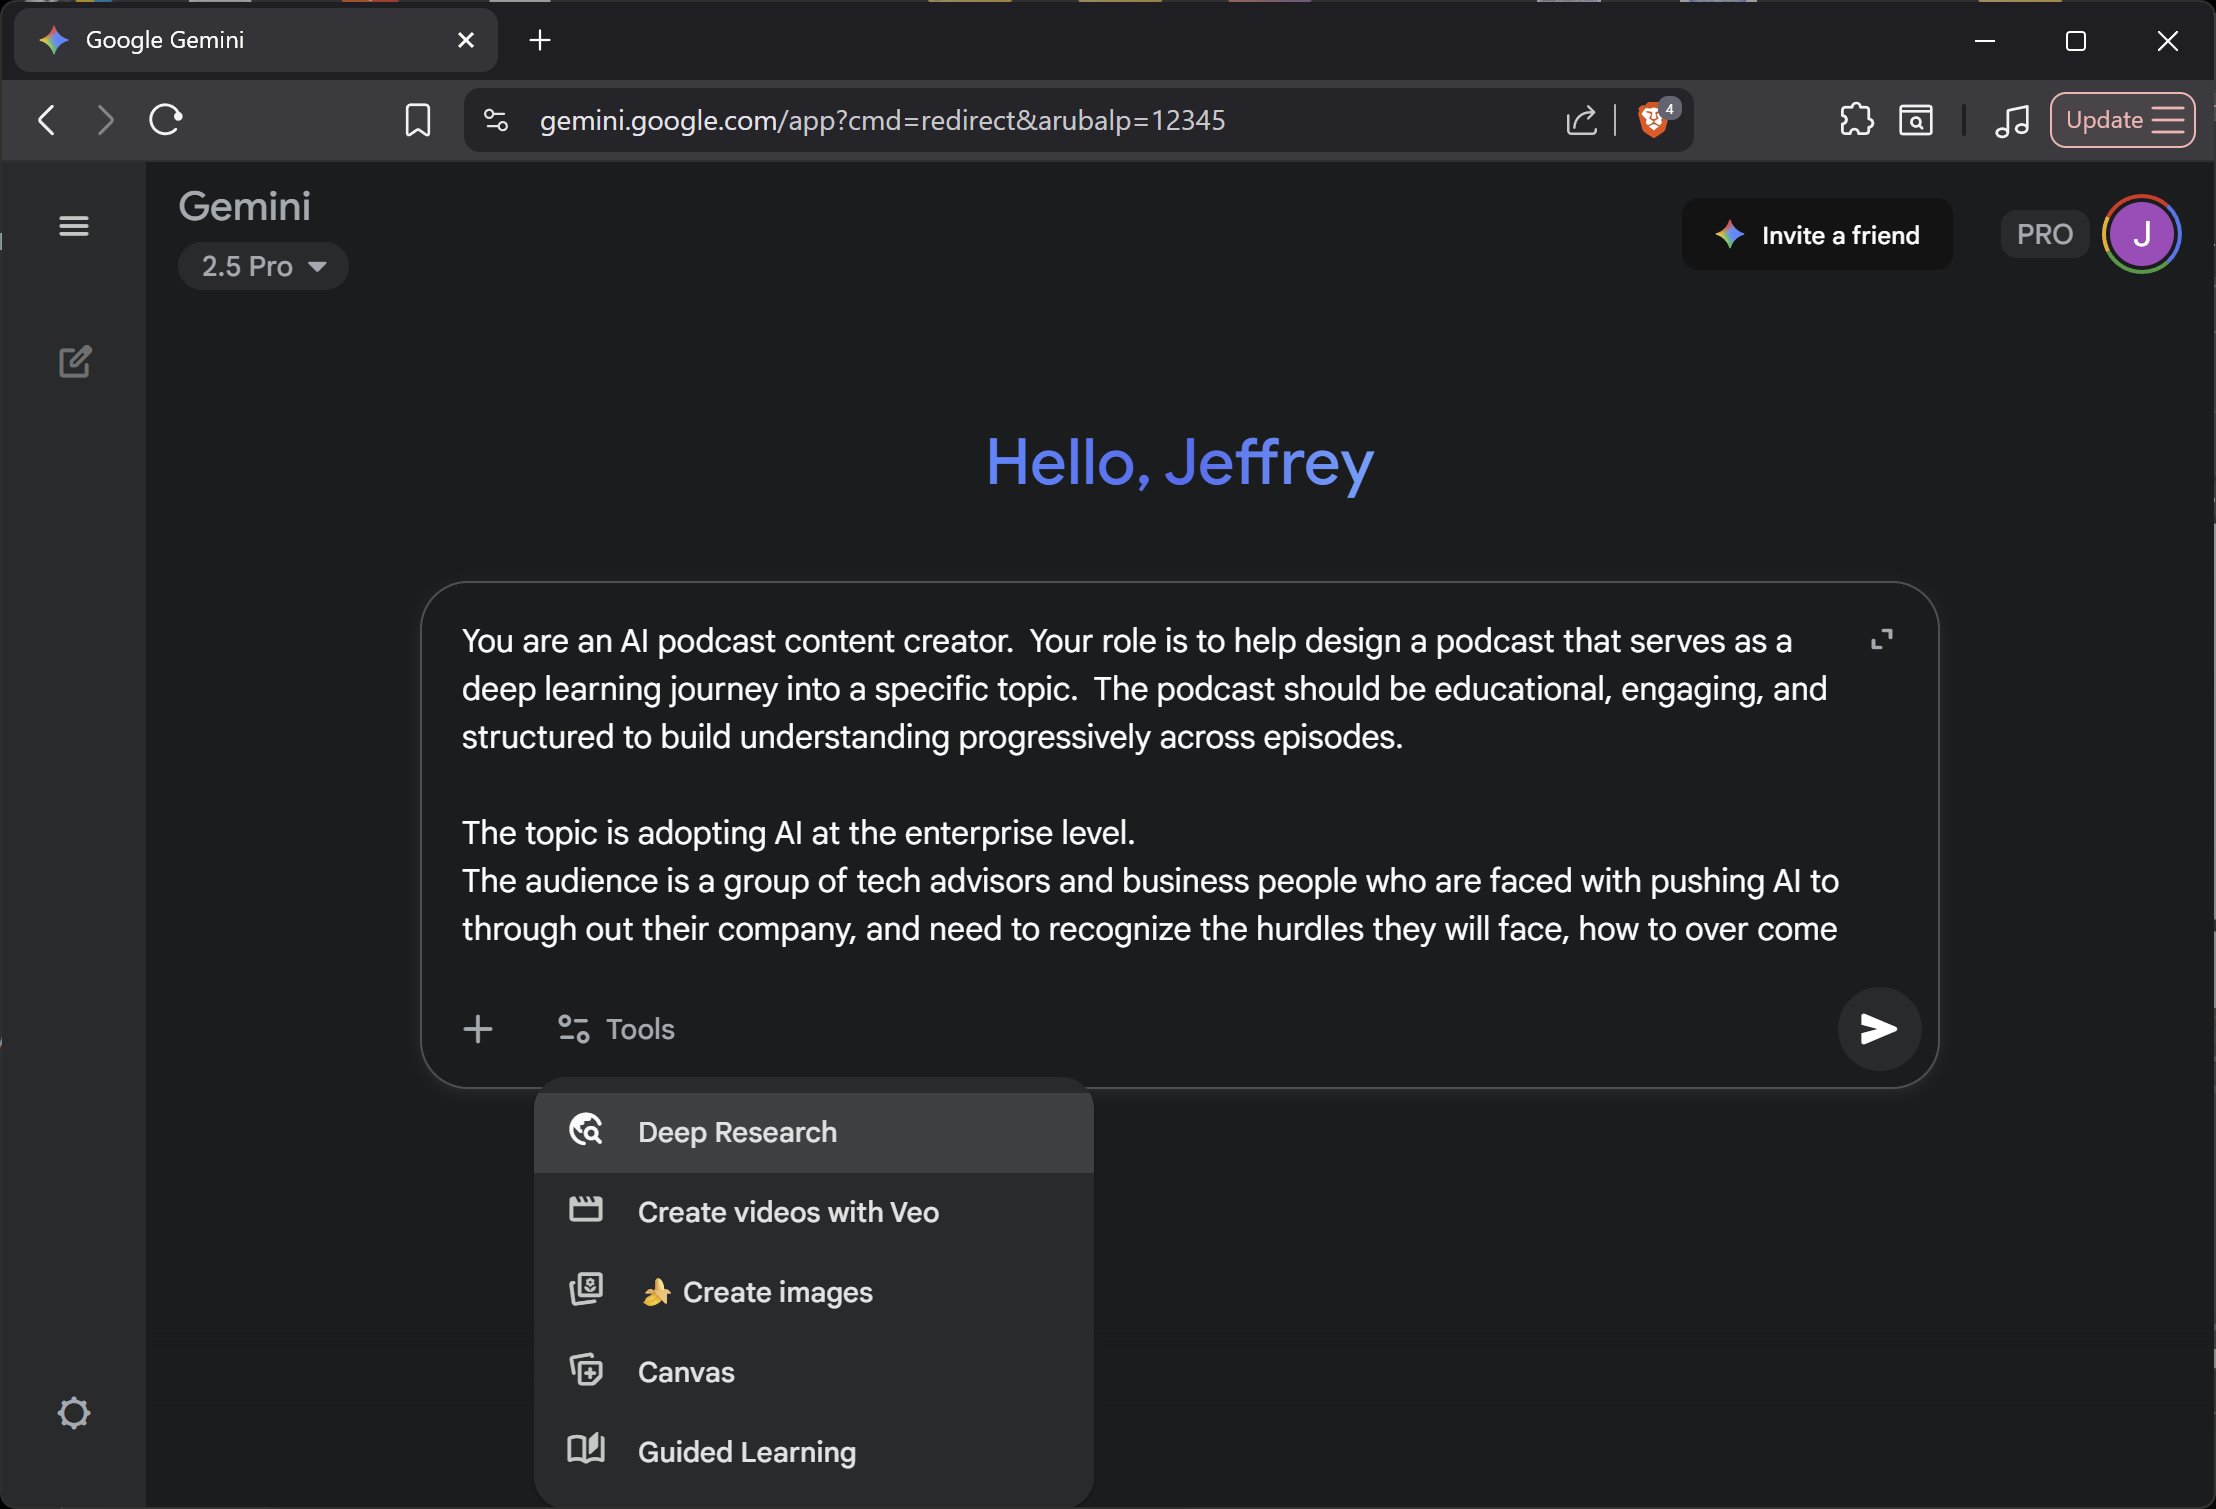 Google Gemini
gemini.google.com/app?cmd=redirect&arubalp=12345
4
Update
Gemini
2.5 Pro
Invite a friend
PRO
J
Hello, Jeffrey
You are an AI podcast content creator.  Your role is to help design a podcast that serves as a
deep learning journey into a specific topic.  The podcast should be educational, engaging, and
structured to build understanding progressively across episodes.
The topic is adopting AI at the enterprise level.
The audience is a group of tech advisors and business people who are faced with pushing AI to
through out their company, and need to recognize the hurdles they will face, how to over come
Tools
Deep Research
Create videos with Veo
🍌 Create images
Canvas
Guided Learning